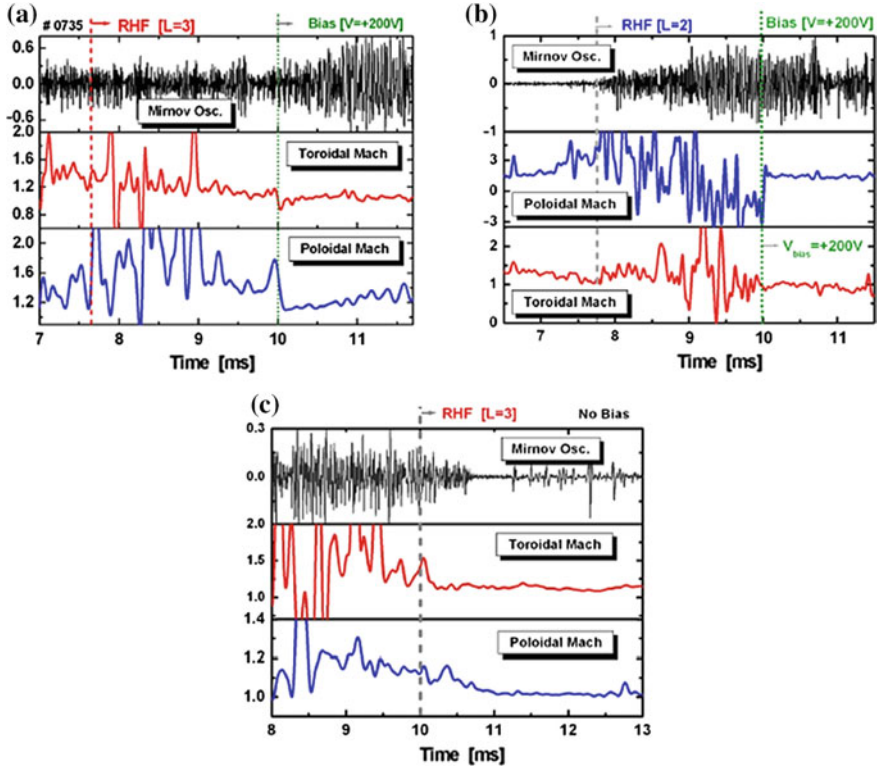 (a)
# 0735
RHF [L=3]
Bias [V=+200V]
0.6
0.0
-0.6
Mirnov Osc.
2.0
1.6
1.2
0.8
Toroidal Mach
2.0
1.6
1.2
Poloidal Mach
7 8 9 10 11
Time [ms]
(b)
RHF [L=2]
Bias [V=+200V]
1
0
-1
Mirnov Osc.
3
0
-3
Poloidal Mach
2
1
0
V bias=+200V
Toroidal Mach
7 8 9 10 11
Time [ms]
(c)
RHF [L=3]
No Bias
0.3
0.0
Mirnov Osc.
2.0
1.5
1.0
Toroidal Mach
1.4
1.2
1.0
Poloidal Mach
8 9 10 11 12 13
Time [ms]